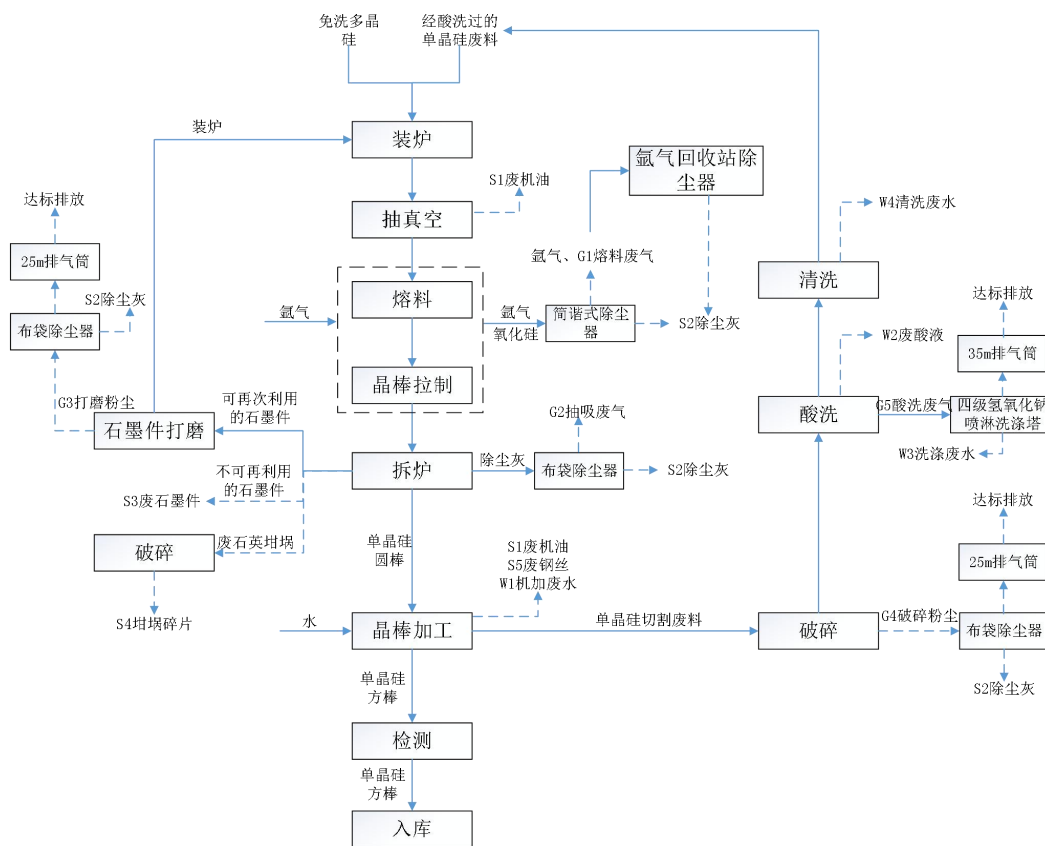 免洗多晶
硅
经酸洗过的
单晶硅废料
装炉
装炉
S1废机油
抽真空
氩气回收站除
尘器
达标排放
25m排气筒
S2除尘灰
布袋除尘器
G3打磨粉尘
氩气
熔料
晶棒拉制
氩气
氧化硅
氩气、G1熔料废气
简谐式除尘
器
S2除尘灰
W4清洗废水
清洗
W2废酸液
达标排放
35m排气筒
酸洗
G5酸洗废气
四级氢氧化钠
喷淋洗涤塔
W3洗涤废水
石墨件打磨
可再次利用
的石墨件
不可再利用
的石墨件
S3废石墨件
废石英坩埚
破碎
S4坩埚碎片
拆炉
除尘灰
G2抽吸废气
布袋除尘器
S2除尘灰
单晶硅
圆棒
S1废机油
S5废钢丝
W1机加废水
水
晶棒加工
单晶硅切割废料
破碎
G4破碎粉尘
达标排放
25m排气筒
布袋除尘器
S2除尘灰
单晶硅
方棒
检测
单晶硅
方棒
入库